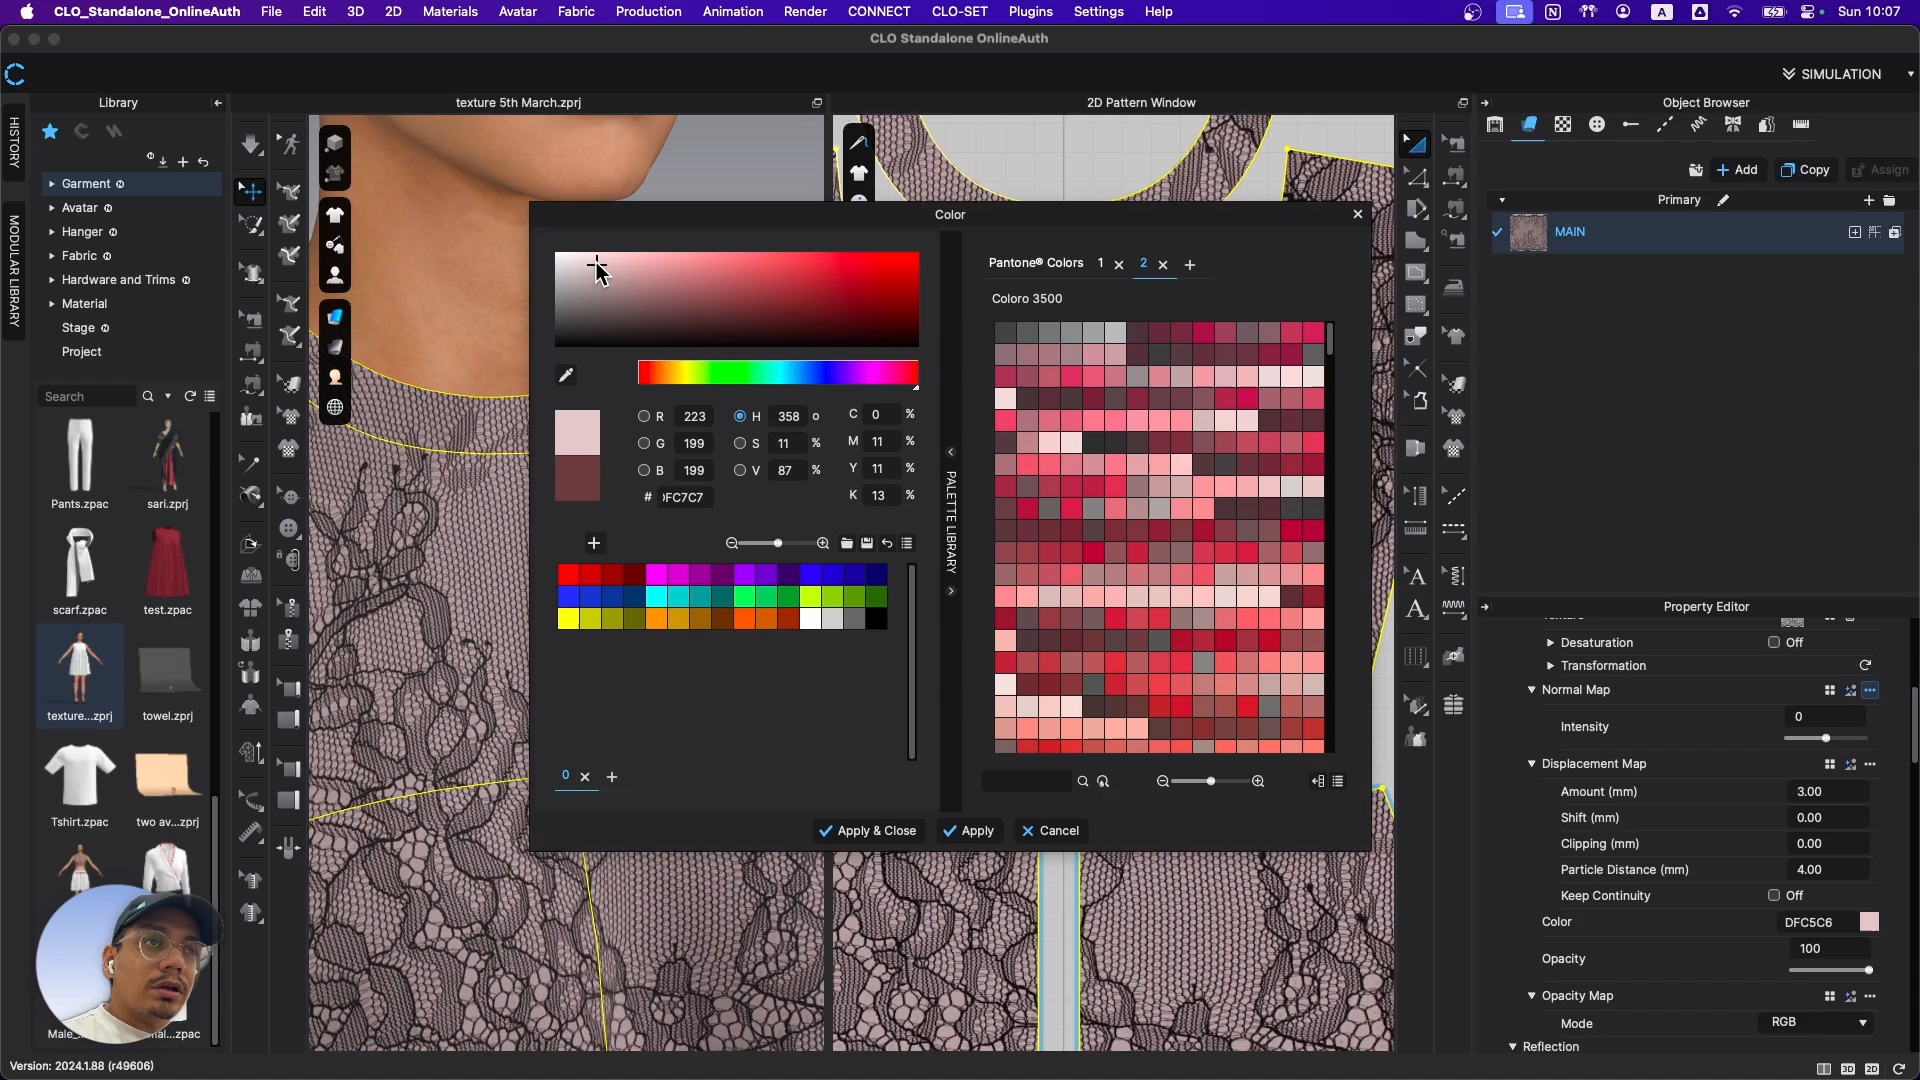 CLO_Standalone_OnlineAuth File Edit 3D 2D Materials Avatar Fabric Production Animation Render CONNECT CLO-SET Plugins Settings Help A Sun 10:07
CLO Standalone OnlineAuth
SIMULATION
Library
texture 5th March.zprj
2D Pattern Window
Object Browser
HISTORY
MODULAR LIBRARY
Garment
Avatar
Hanger
Fabric
Hardware and Trims
Material
Stage
Project
Search
Pants.zpac sari.zprj
scarf.zpac test.zpac
texture...zprj towel.zprj
Tshirt.zpac two av...zprj
Add Copy Assign
Primary
MAIN
Color
Pantone® Colors 1 2
Coloro 3500
R 223 H 358 o C 0 %
G 199 S 11 % M 11 %
B 199 V 87 % Y 11 %
# FC7C7 K 13 %
PALETTE LIBRARY
0
Apply & Close Apply Cancel
Property Editor
Desaturation Off
Transformation
Normal Map
Intensity 0
Displacement Map
Amount (mm) 3.00
Shift (mm) 0.00
Clipping (mm) 0.00
Particle Distance (mm) 4.00
Keep Continuity Off
Color DFC5C6
Opacity 100
Opacity Map
Mode RGB
Reflection
Version: 2024.1.88 (r49606)
3D 2D